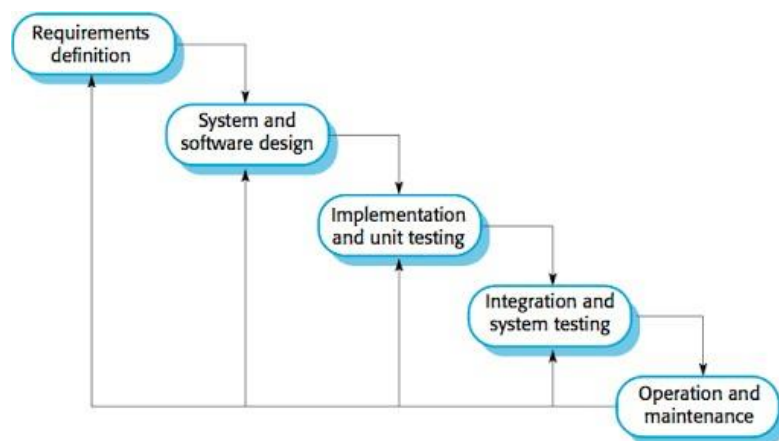 Requirements
definition
System and
software design
Implementation
and unit testing
Integration and
system testing
Operation and
maintenance